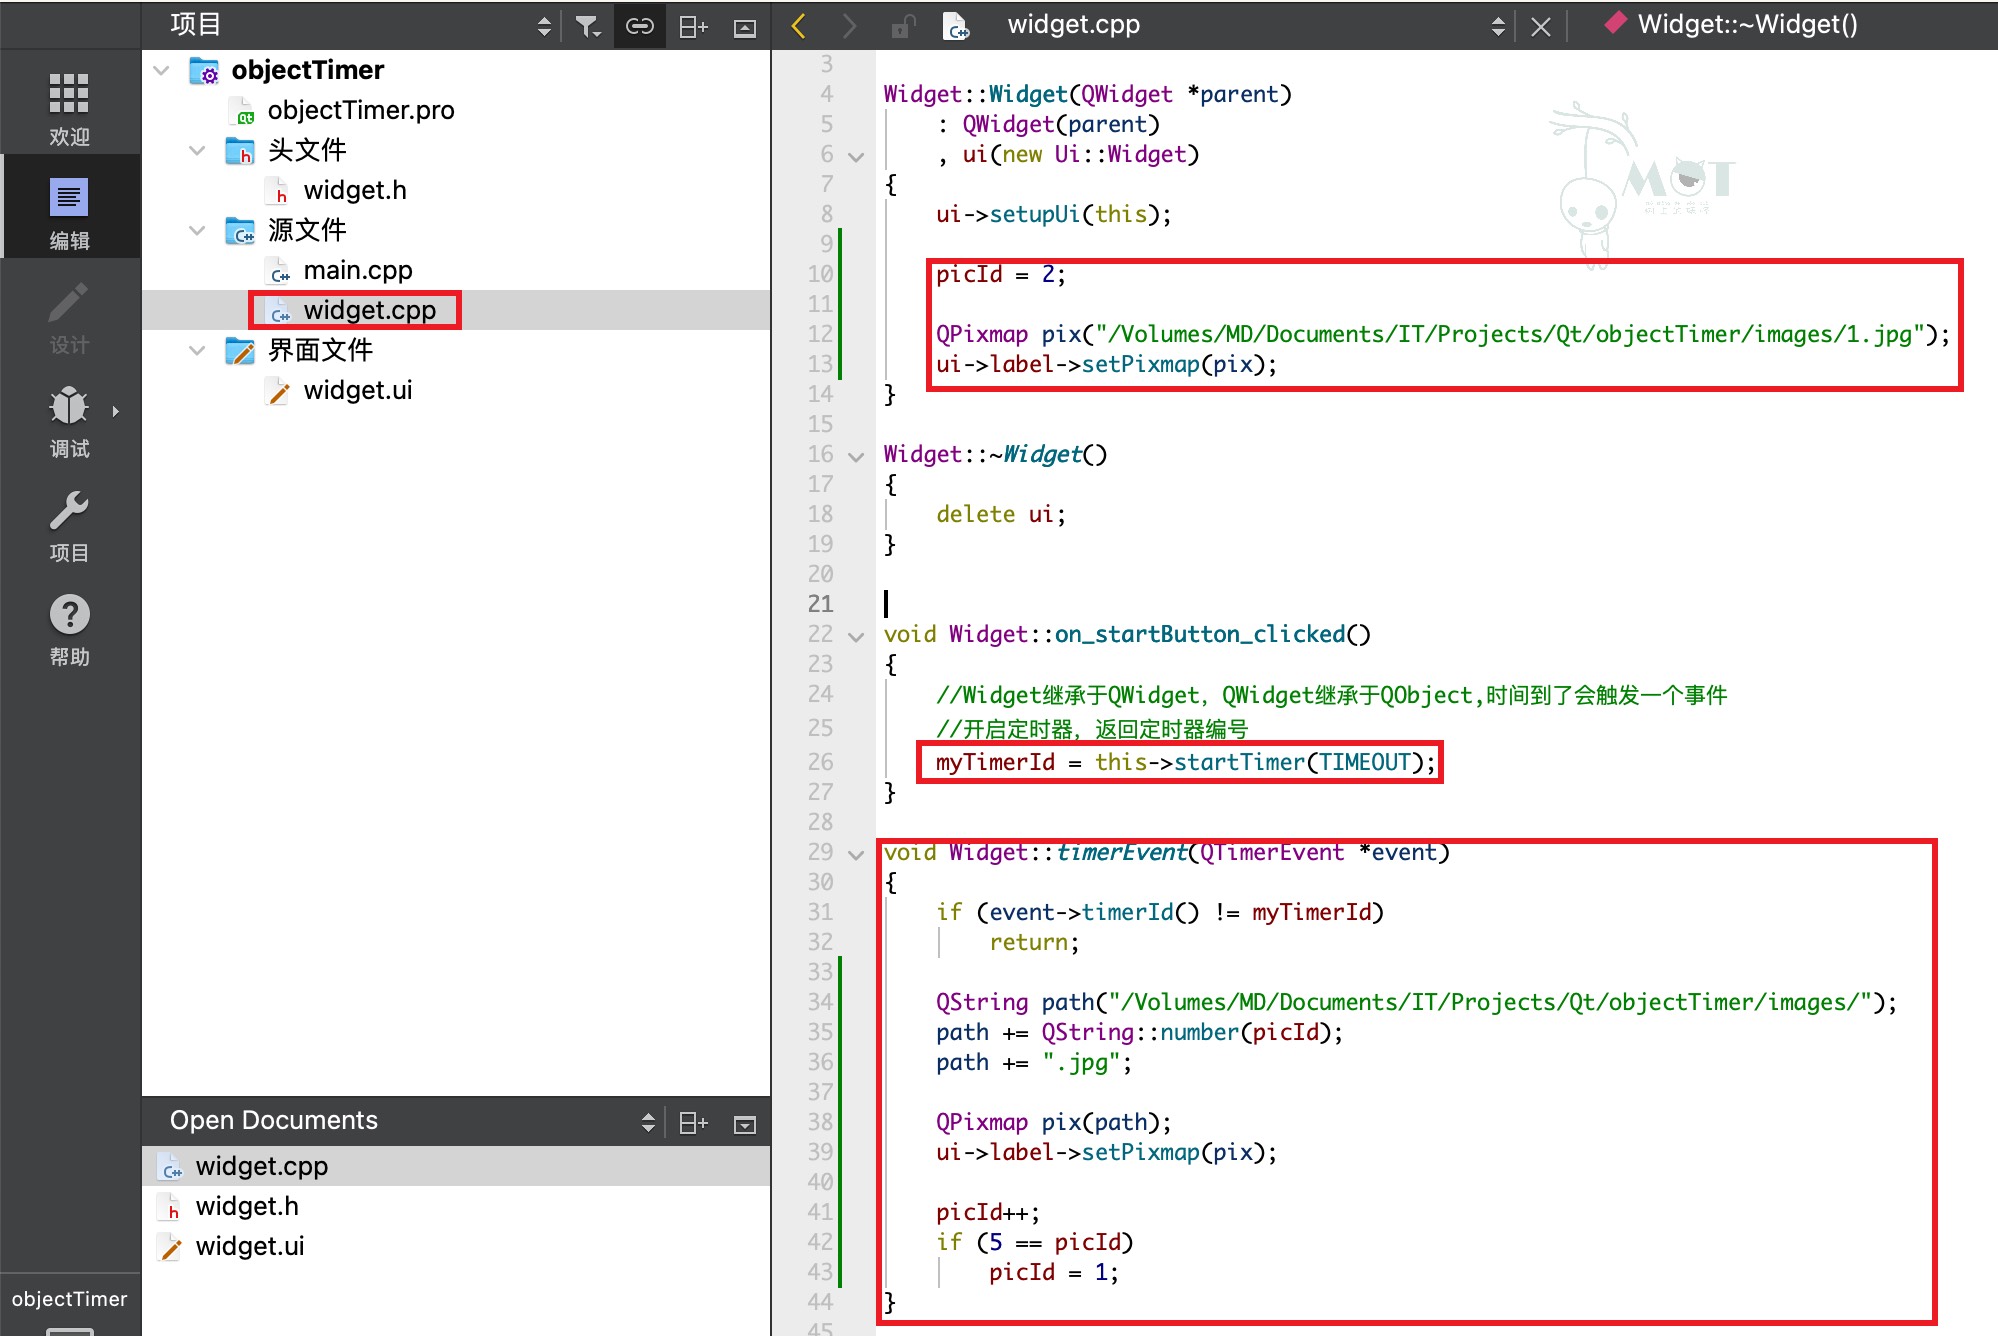 项目
widget.cpp
Widget::~Widget()
欢迎
编辑
设计
调试
项目
帮助
objectTimer
objectTimer
objectTimer.pro
头文件
widget.h
源文件
main.cpp
widget.cpp
界面文件
widget.ui
Open Documents
widget.cpp
widget.h
widget.ui
3
4 Widget::Widget(QWidget *parent)
5 : QWidget(parent)
6 , ui(new Ui::Widget)
7 {
8 ui->setupUi(this);
9
10 picId = 2;
11
12 QPixmap pix("/Volumes/MD/Documents/IT/Projects/Qt/objectTimer/images/1.jpg");
13 ui->label->setPixmap(pix);
14 }
15
16 Widget::~Widget()
17 {
18 delete ui;
19 }
20
21
22 void Widget::on_startButton_clicked()
23 {
24 //Widget继承于QWidget，QWidget继承于QObject,时间到了会触发一个事件
25 //开启定时器，返回定时器编号
26 myTimerId = this->startTimer(TIMEOUT);
27 }
28
29 void Widget::timerEvent(QTimerEvent *event)
30 {
31 if (event->timerId() != myTimerId)
32 return;
33
34 QString path("/Volumes/MD/Documents/IT/Projects/Qt/objectTimer/images/");
35 path += QString::number(picId);
36 path += ".jpg";
37
38 QPixmap pix(path);
39 ui->label->setPixmap(pix);
40
41 picId++;
42 if (5 == picId)
43 picId = 1;
44 }
45
MOT